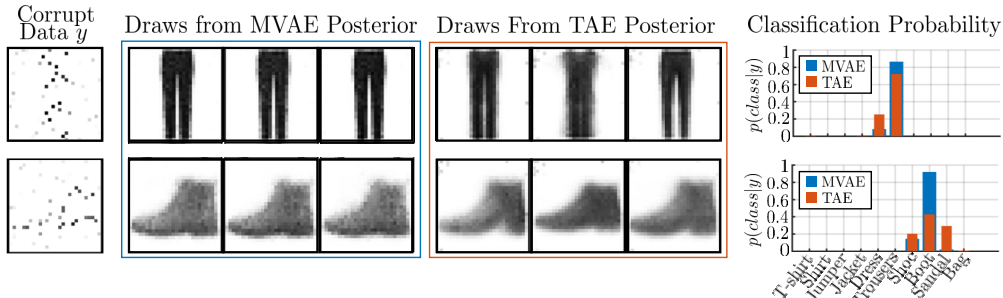 Corrupt
Data y
Draws from MVAE Posterior
Draws From TAE Posterior
Classification Probability
p(class|y)
1
0.8
0.6
0.4
0.2
0
MVAE
TAE
p(class|y)
1
0.8
0.6
0.4
0.2
0
MVAE
TAE
T-shirt
Shirt
Jumper
Jacket
Dress
Trousers
Shoe
Boot
Sandal
Bag